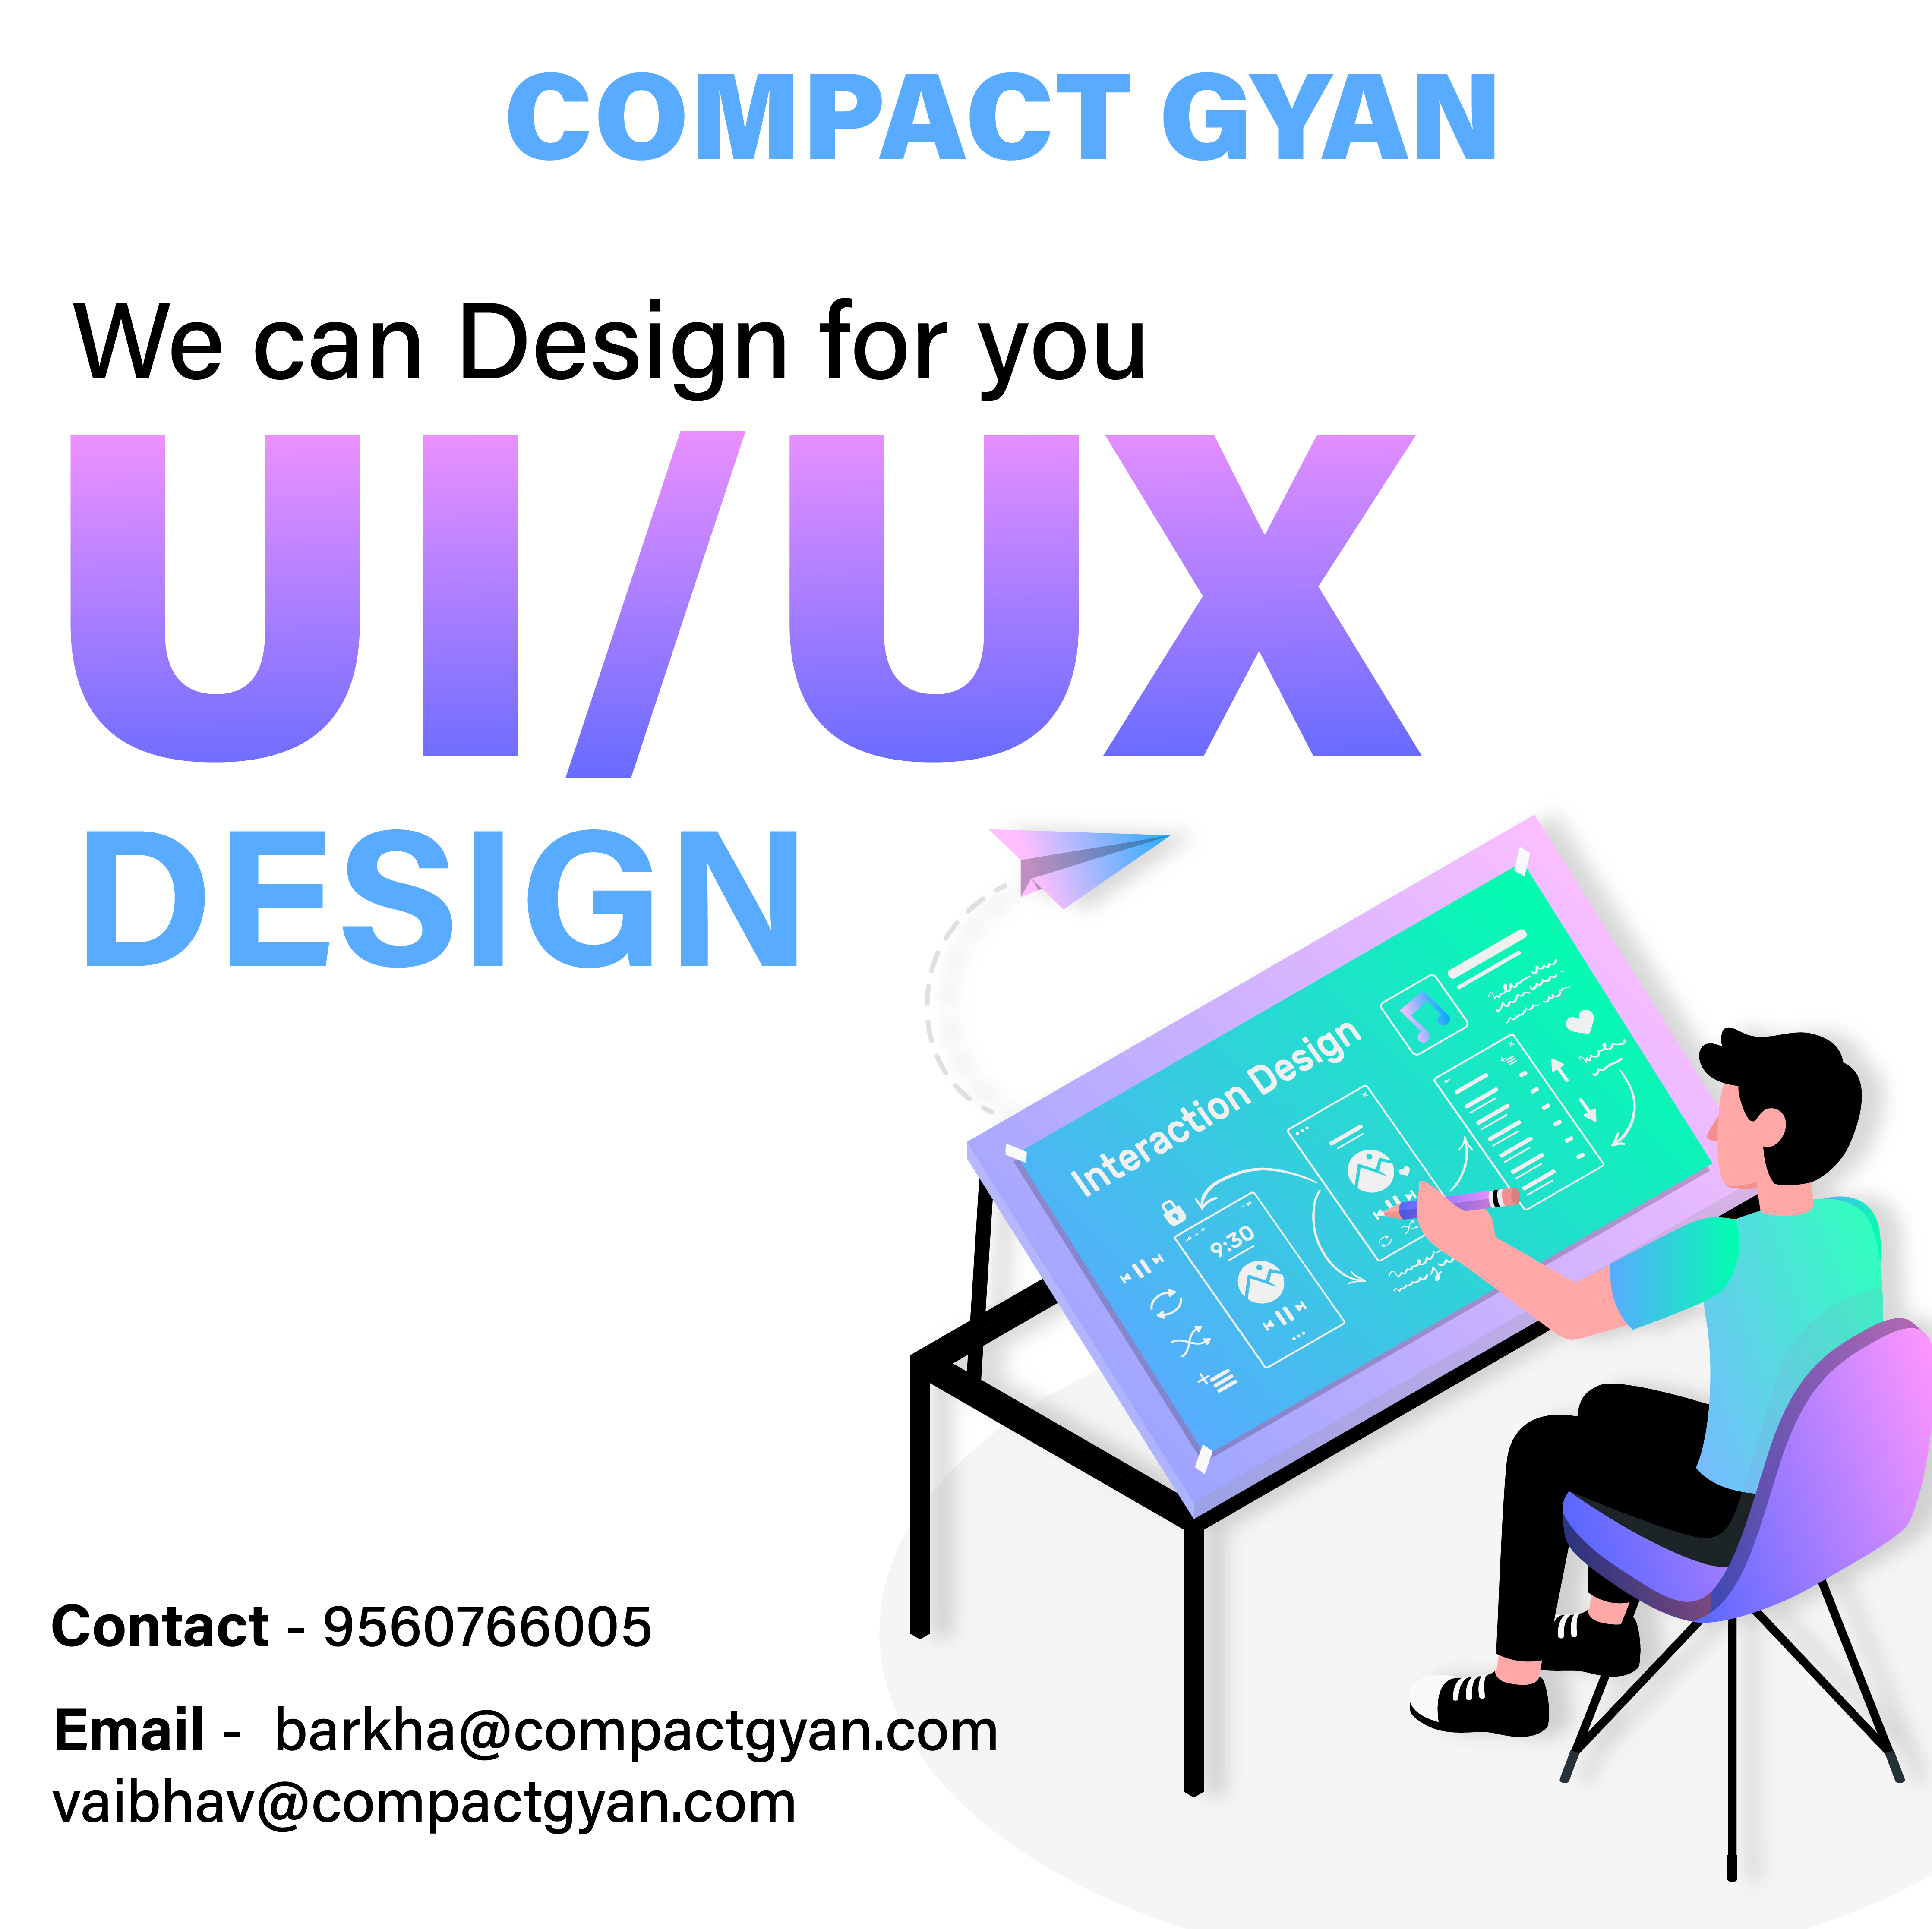 COMPACT GYAN
We can Design for you
UI/UX
DESIGN
Interaction Design
9:30
Contact - 9560766005
Email - barkha@compactgyan.com
vaibhav@compactgyan.com